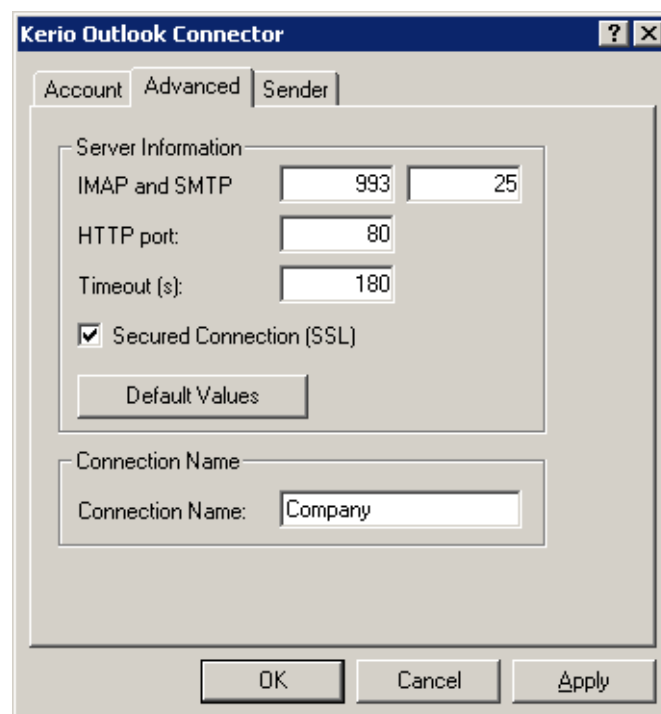 Kerio Outlook Connector
Account Advanced Sender
Server Information
IMAP and SMTP 993 25
HTTP port: 80
Timeout (s): 180
Secured Connection (SSL)
Default Values
Connection Name
Connection Name: Company
OK Cancel Apply